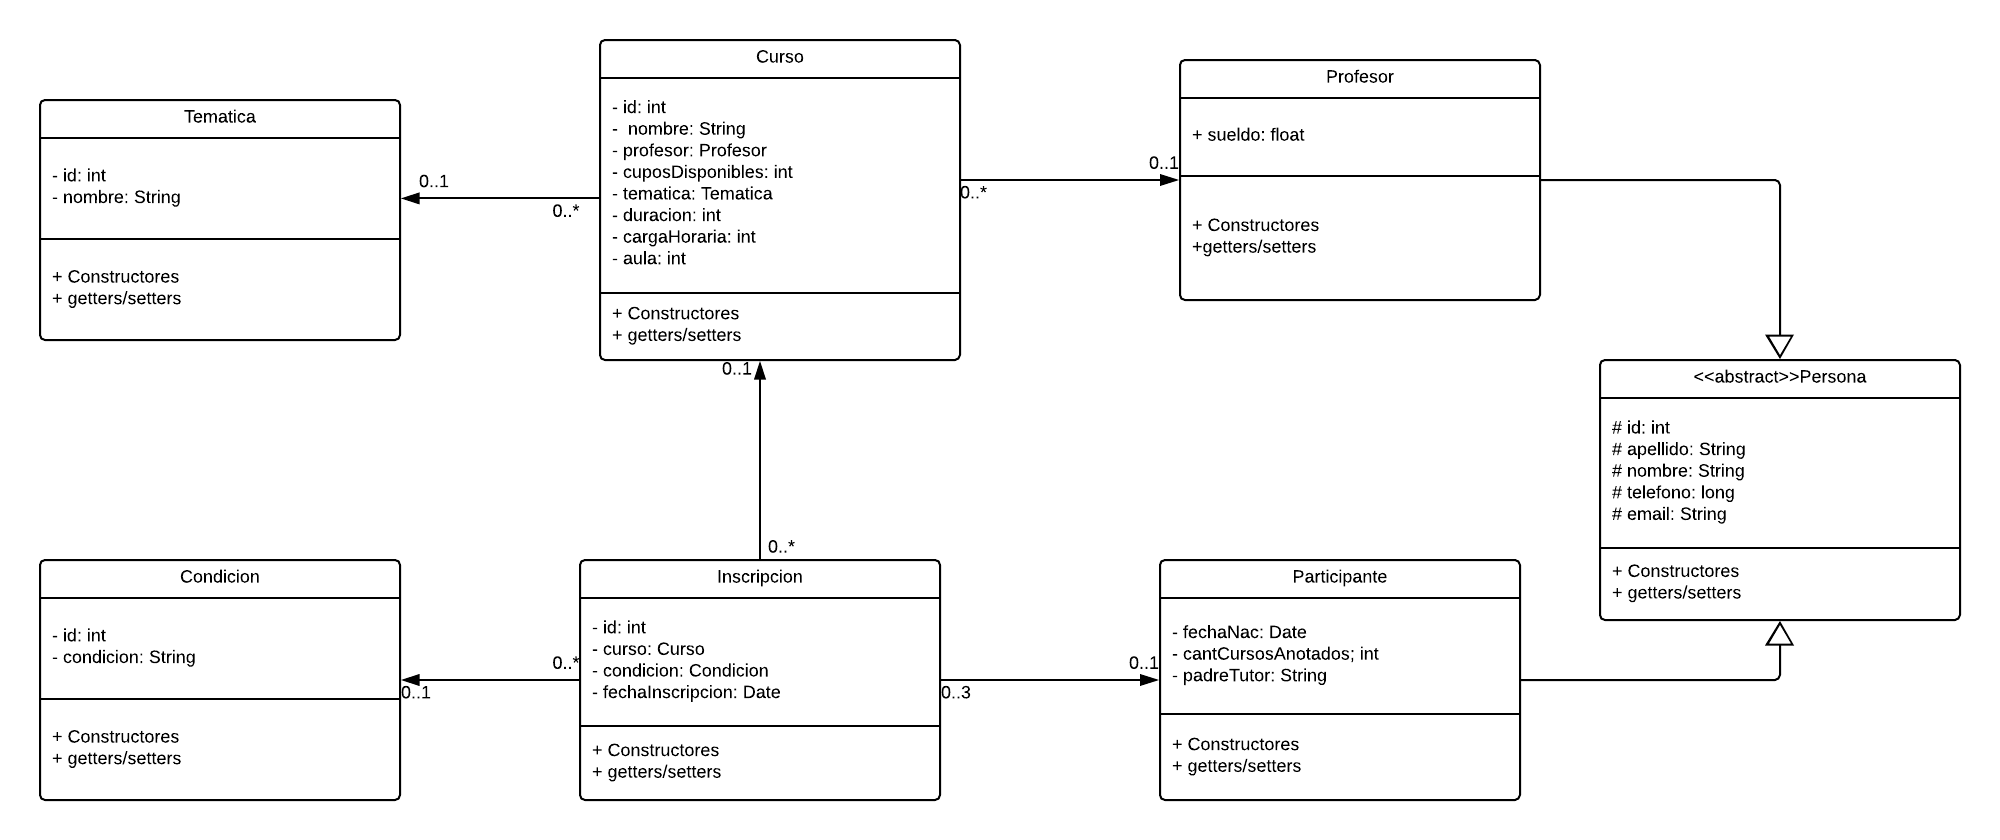 Curso
- id: int
-  nombre: String
- profesor: Profesor
- cuposDisponibles: int
- tematica: Tematica
- duracion: int
- cargaHoraria: int
- aula: int
+ Constructores
+ getters/setters
Profesor
+ sueldo: float
+ Constructores
+getters/setters
Tematica
- id: int
- nombre: String
+ Constructores
+ getters/setters
0..1
0..*
0..1
0..*
0..1
0..*
<<abstract>>Persona
# id: int
# apellido: String
# nombre: String
# telefono: long
# email: String
+ Constructores
+ getters/setters
Condicion
- id: int
- condicion: String
+ Constructores
+ getters/setters
0..*
0..1
Inscripcion
- id: int
- curso: Curso
- condicion: Condicion
- fechaInscripcion: Date
+ Constructores
+ getters/setters
0..1
0..3
Participante
- fechaNac: Date
- cantCursosAnotados; int
- padreTutor: String
+ Constructores
+ getters/setters